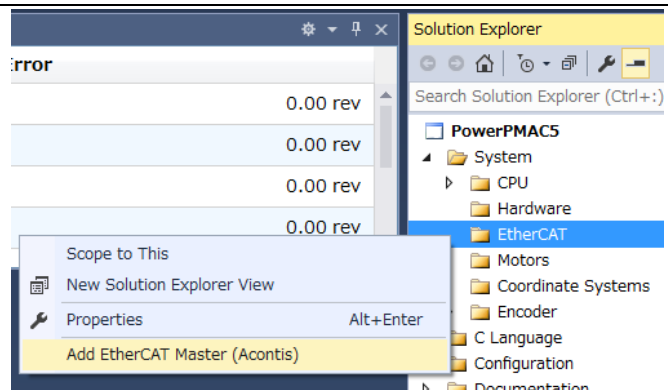 Error
0.00 rev
0.00 rev
0.00 rev
0.00 rev
Scope to This
New Solution Explorer View
Properties Alt+Enter
Add EtherCAT Master (Acontis)
Solution Explorer
Search Solution Explorer (Ctrl+:)
PowerPMAC5
System
CPU
Hardware
EtherCAT
Motors
Coordinate Systems
Encoder
C Language
Configuration
Documentation